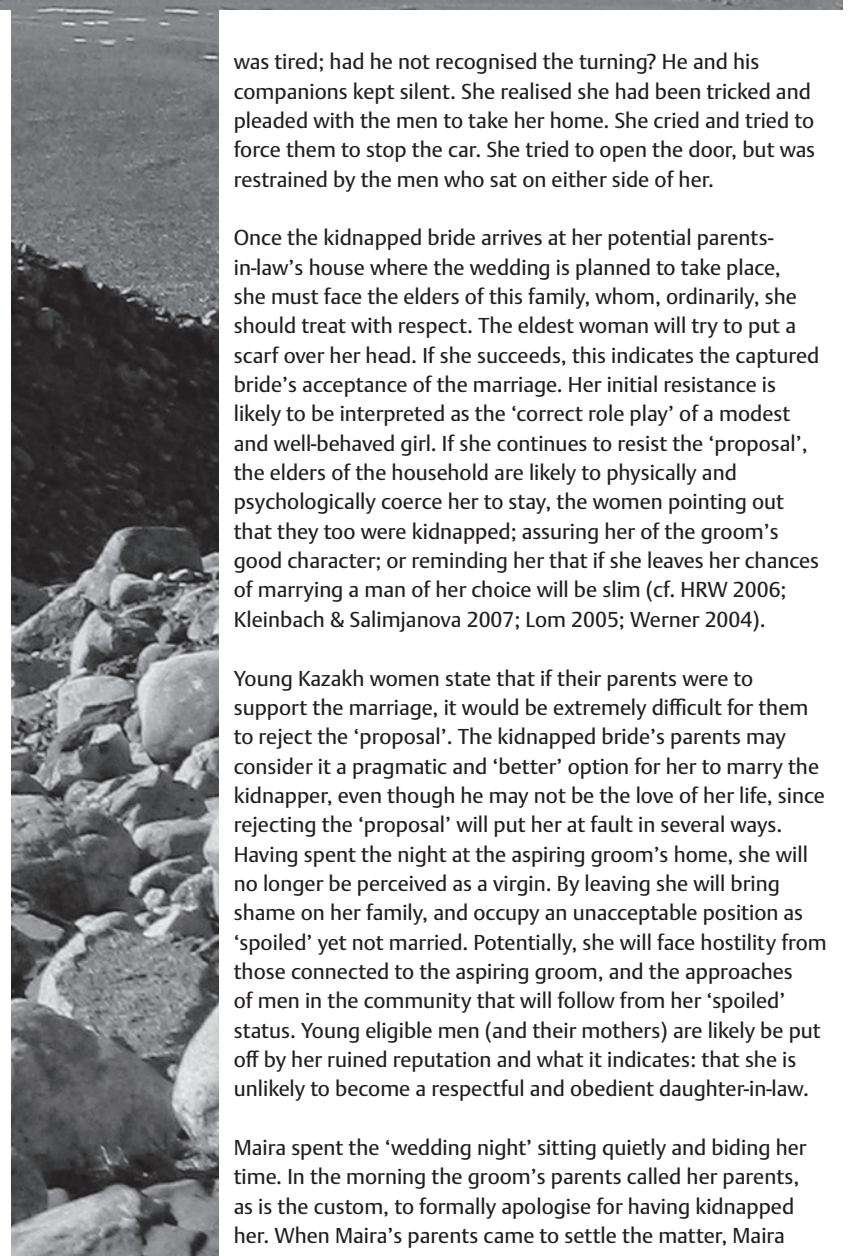 was tired; had he not recognised the turning? He and his
companions kept silent. She realised she had been tricked and
pleaded with the men to take her home. She cried and tried to
force them to stop the car. She tried to open the door, but was
restrained by the men who sat on either side of her.

Once the kidnapped bride arrives at her potential parents-
in-law’s house where the wedding is planned to take place,
she must face the elders of this family, whom, ordinarily, she
should treat with respect. The eldest woman will try to put a
scarf over her head. If she succeeds, this indicates the captured
bride’s acceptance of the marriage. Her initial resistance is
likely to be interpreted as the ‘correct role play’ of a modest
and well-behaved girl. If she continues to resist the ‘proposal’,
the elders of the household are likely to physically and
psychologically coerce her to stay, the women pointing out
that they too were kidnapped; assuring her of the groom’s
good character; or reminding her that if she leaves her chances
of marrying a man of her choice will be slim (cf. HRW 2006;
Kleinbach & Salimjanova 2007; Lom 2005; Werner 2004).

Young Kazakh women state that if their parents were to
support the marriage, it would be extremely difficult for them
to reject the ‘proposal’. The kidnapped bride’s parents may
consider it a pragmatic and ‘better’ option for her to marry the
kidnapper, even though he may not be the love of her life, since
rejecting the ‘proposal’ will put her at fault in several ways.
Having spent the night at the aspiring groom’s home, she will
no longer be perceived as a virgin. By leaving she will bring
shame on her family, and occupy an unacceptable position as
‘spoiled’ yet not married. Potentially, she will face hostility from
those connected to the aspiring groom, and the approaches
of men in the community that will follow from her ‘spoiled’
status. Young eligible men (and their mothers) are likely be put
off by her ruined reputation and what it indicates: that she is
unlikely to become a respectful and obedient daughter-in-law.

Maira spent the ‘wedding night’ sitting quietly and biding her
time. In the morning the groom’s parents called her parents,
as is the custom, to formally apologise for having kidnapped
her. When Maira’s parents came to settle the matter, Maira